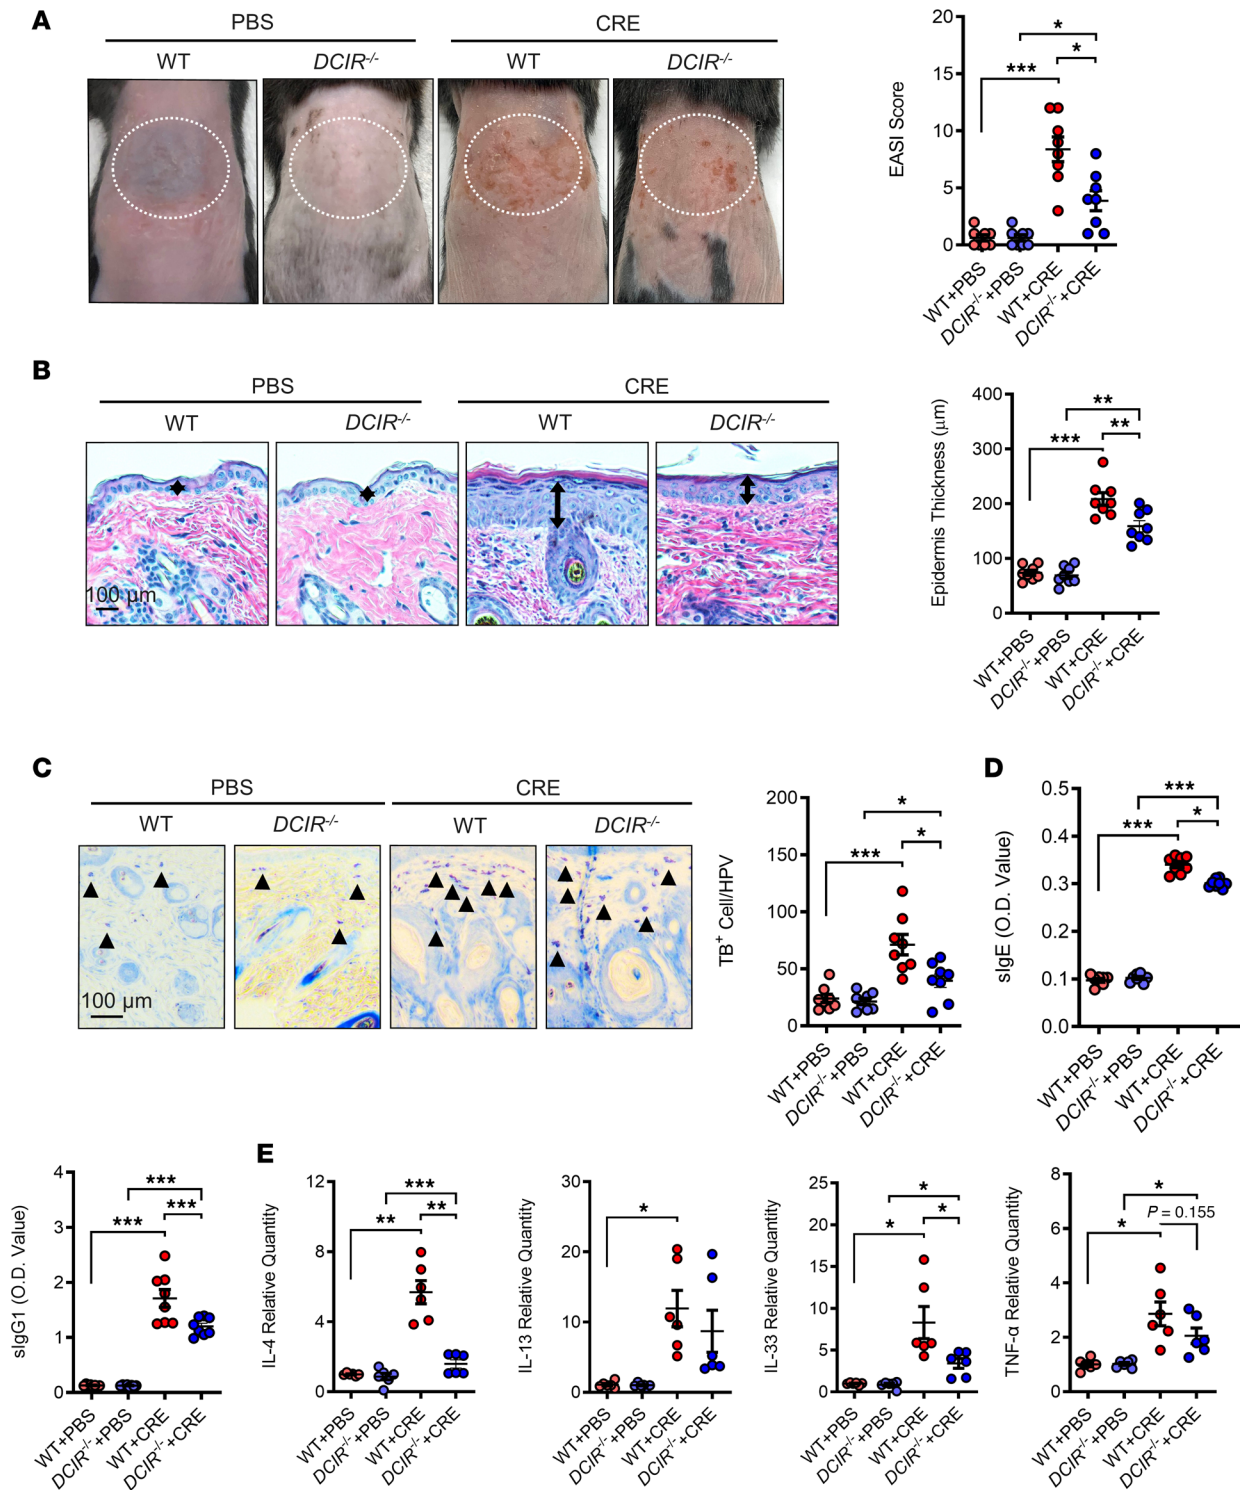 A
PBS
CRE
WT
DCIR-/-
WT
DCIR-/-
EASI Score
20
15
10
5
0
***
*
*
WT+PBS
DCIR-/-+PBS
WT+CRE
DCIR-/-+CRE
B
PBS
CRE
WT
DCIR-/-
WT
DCIR-/-
100 µm
Epidermis Thickness (µm)
400
300
200
100
0
***
**
**
WT+PBS
DCIR-/-+PBS
WT+CRE
DCIR-/-+CRE
C
PBS
CRE
WT
DCIR-/-
WT
DCIR-/-
100 µm
TB+ Cell/HPV
200
150
100
50
0
***
*
*
WT+PBS
DCIR-/-+PBS
WT+CRE
DCIR-/-+CRE
D
sIgE (O.D. Value)
0.5
0.4
0.3
0.2
0.1
0.0
***
***
*
WT+PBS
DCIR-/-+PBS
WT+CRE
DCIR-/-+CRE
sIgG1 (O.D. Value)
4
3
2
1
0
***
***
***
WT+PBS
DCIR-/-+PBS
WT+CRE
DCIR-/-+CRE
E
IL-4 Relative Quantity
12
8
4
0
**
***
**
WT+PBS
DCIR-/-+PBS
WT+CRE
DCIR-/-+CRE
IL-13 Relative Quantity
30
20
10
0
*
WT+PBS
DCIR-/-+PBS
WT+CRE
DCIR-/-+CRE
IL-33 Relative Quantity
25
20
15
10
5
0
*
*
*
WT+PBS
DCIR-/-+PBS
WT+CRE
DCIR-/-+CRE
TNF-α Relative Quantity
8
6
4
2
0
*
*
P = 0.155
WT+PBS
DCIR-/-+PBS
WT+CRE
DCIR-/-+CRE